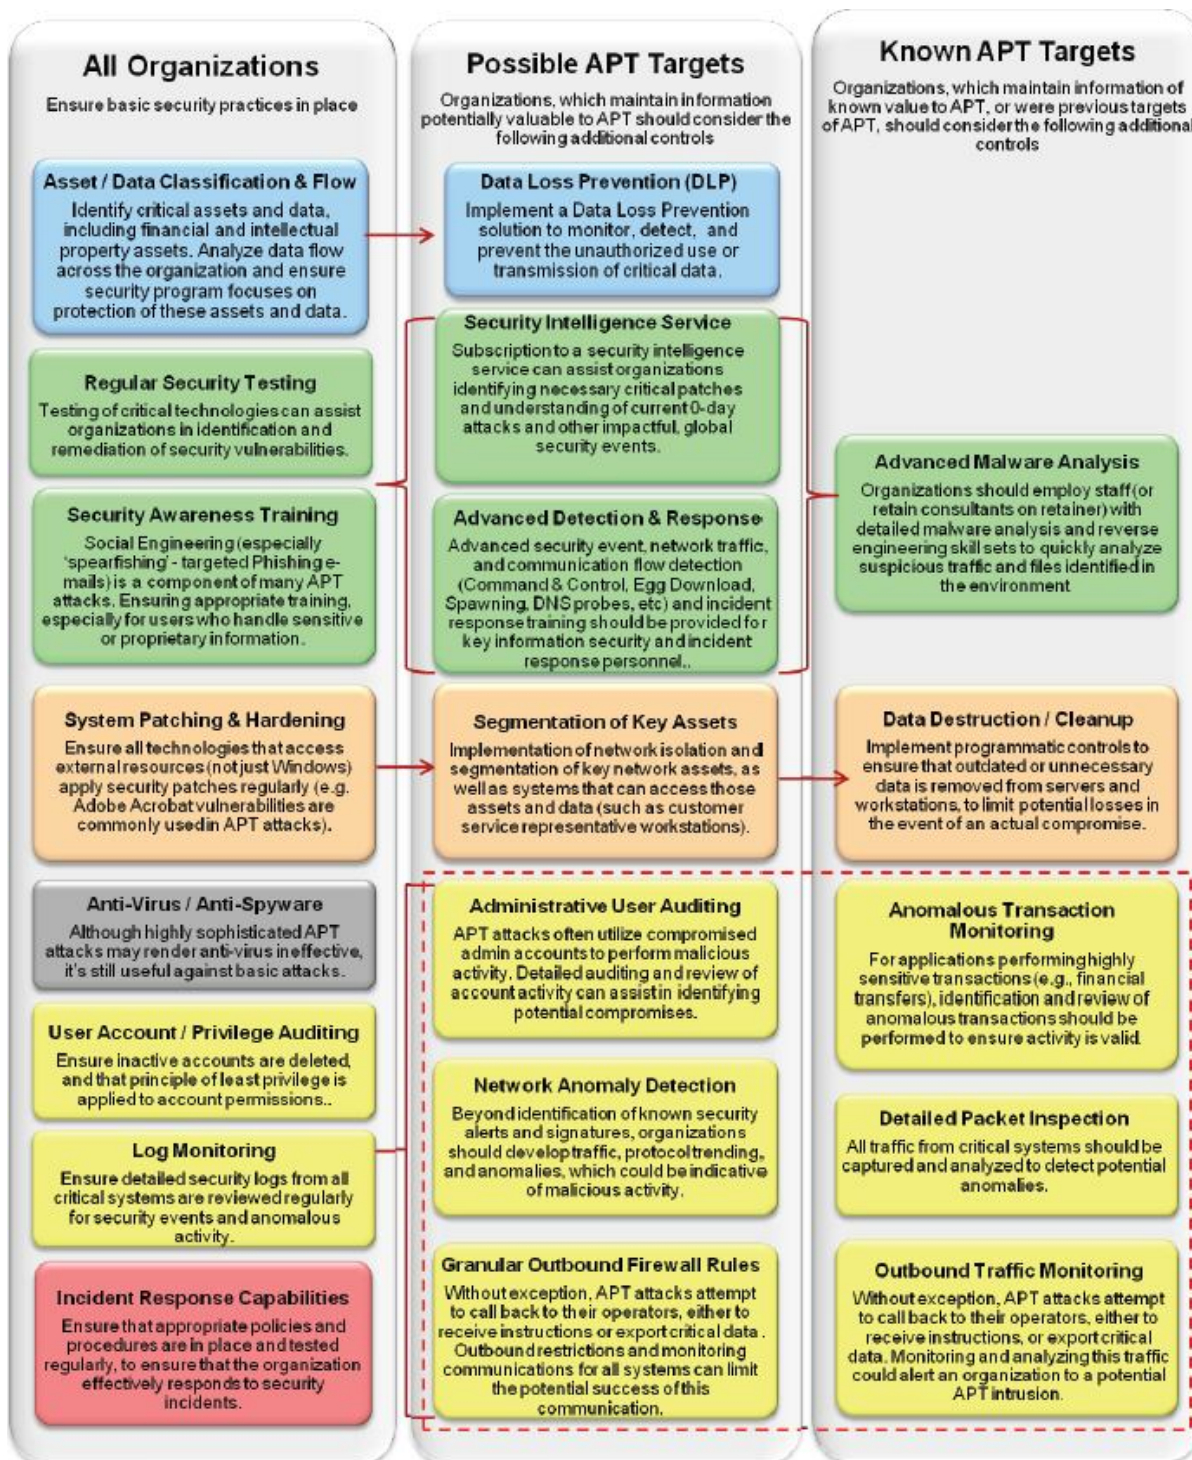 All Organizations
Ensure basic security practices in place
Asset / Data Classification & Flow
Identify critical assets and data,
including financial and intellectual
property assets. Analyze data flow
across the organization and ensure
security program focuses on
protection of these assets and data.
Regular Security Testing
Testing of critical technologies can assist
organizations in identification and
remediation of security vulnerabilities.
Security Awareness Training
Social Engineering (especially
‘spearfishing’ - targeted Phishing e-
mails) is a component of many APT
attacks. Ensuring appropriate training,
especially for users who handle sensitive
or proprietary information.
System Patching & Hardening
Ensure all technologies that access
external resources (not just Windows)
apply security patches regularly (e.g.
Adobe Acrobat vulnerabilities are
commonly used in APT attacks).
Anti-Virus / Anti-Spyware
Although highly sophisticated APT
attacks may render anti-virus ineffective,
it’s still useful against basic attacks.
User Account / Privilege Auditing
Ensure inactive accounts are deleted,
and that principle of least privilege is
applied to account permissions..
Log Monitoring
Ensure detailed security logs from all
critical systems are reviewed regularly
for security events and anomalous
activity.
Incident Response Capabilities
Ensure that appropriate policies and
procedures are in place and tested
regularly, to ensure that the organization
effectively responds to security
incidents.
Possible APT Targets
Organizations, which maintain information
potentially valuable to APT should consider the
following additional controls
Data Loss Prevention (DLP)
Implement a Data Loss Prevention
solution to monitor, detect, and
prevent the unauthorized use or
transmission of critical data.
Security Intelligence Service
Subscription to a security intelligence
service can assist organizations
identifying necessary critical patches
and understanding of current 0-day
attacks and other impactful, global
security events.
Advanced Detection & Response
Advanced security event, network traffic,
and communication flow detection
(Command & Control, Egg Download,
Spawning, DNS probes, etc) and incident
response training should be provided for
key information security and incident
response personnel..
Segmentation of Key Assets
Implementation of network isolation and
segmentation of key network assets, as
well as systems that can access those
assets and data (such as customer
service representative workstations).
Administrative User Auditing
APT attacks often utilize compromised
admin accounts to perform malicious
activity. Detailed auditing and review of
account activity can assist in identifying
potential compromises.
Network Anomaly Detection
Beyond identification of known security
alerts and signatures, organizations
should develop traffic, protocol trending,
and anomalies, which could be indicative
of malicious activity.
Granular Outbound Firewall Rules
Without exception, APT attacks attempt
to call back to their operators, either to
receive instructions or export critical data.
Outbound restrictions and monitoring
communications for all systems can limit
the potential success of this
communication.
Known APT Targets
Organizations, which maintain information of
known value to APT, or were previous targets
of APT, should consider the following additional
controls
Advanced Malware Analysis
Organizations should employ staff (or
retain consultants on retainer) with
detailed malware analysis and reverse
engineering skill sets to quickly analyze
suspicious traffic and files identified in
the environment
Data Destruction / Cleanup
Implement programmatic controls to
ensure that outdated or unnecessary
data is removed from servers and
workstations, to limit potential losses in
the event of an actual compromise.
Anomalous Transaction
Monitoring
For applications performing highly
sensitive transactions (e.g., financial
transfers), identification and review of
anomalous transactions should be
performed to ensure activity is valid.
Detailed Packet Inspection
All traffic from critical systems should be
captured and analyzed to detect potential
anomalies.
Outbound Traffic Monitoring
Without exception, APT attacks attempt
to call back to their operators, either to
receive instructions, or export critical
data. Monitoring and analyzing this traffic
could alert an organization to a potential
APT intrusion.